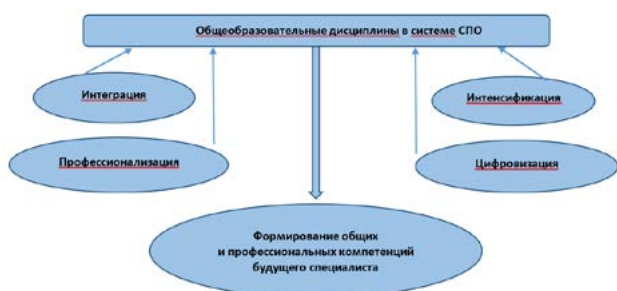 Общеобразовательные дисциплины в системе СПО
Интеграция
Интенсификация
Профессионализация
Цифровизация
Формирование общих
и профессиональных компетенций
будущего специалиста